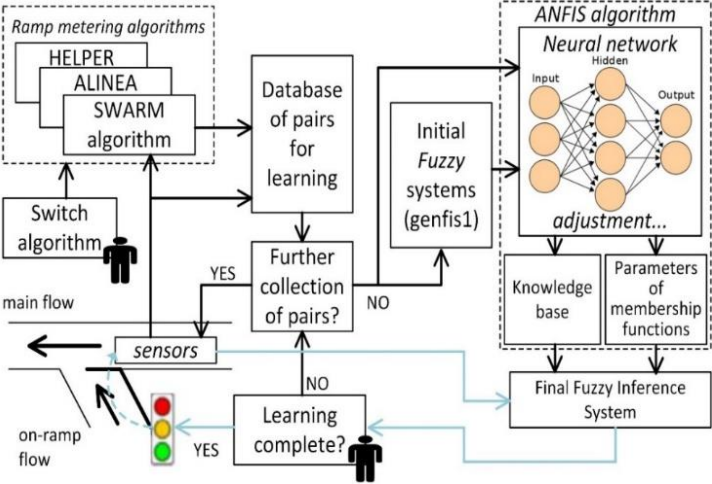 Ramp metering algorithms
HELPER
ALINEA
SWARM
algorithm
Switch
algorithm
Database
of pairs
for
learning
Initial
Fuzzy
systems
(genfis1)
ANFIS algorithm
Neural network
Hidden
Input
Output
adjustment...
Further
collection
of pairs?
YES
NO
Knowledge
base
Parameters
of
membership
functions
main flow
sensors
NO
Final Fuzzy Inference
System
Learning
complete?
YES
on-ramp
flow